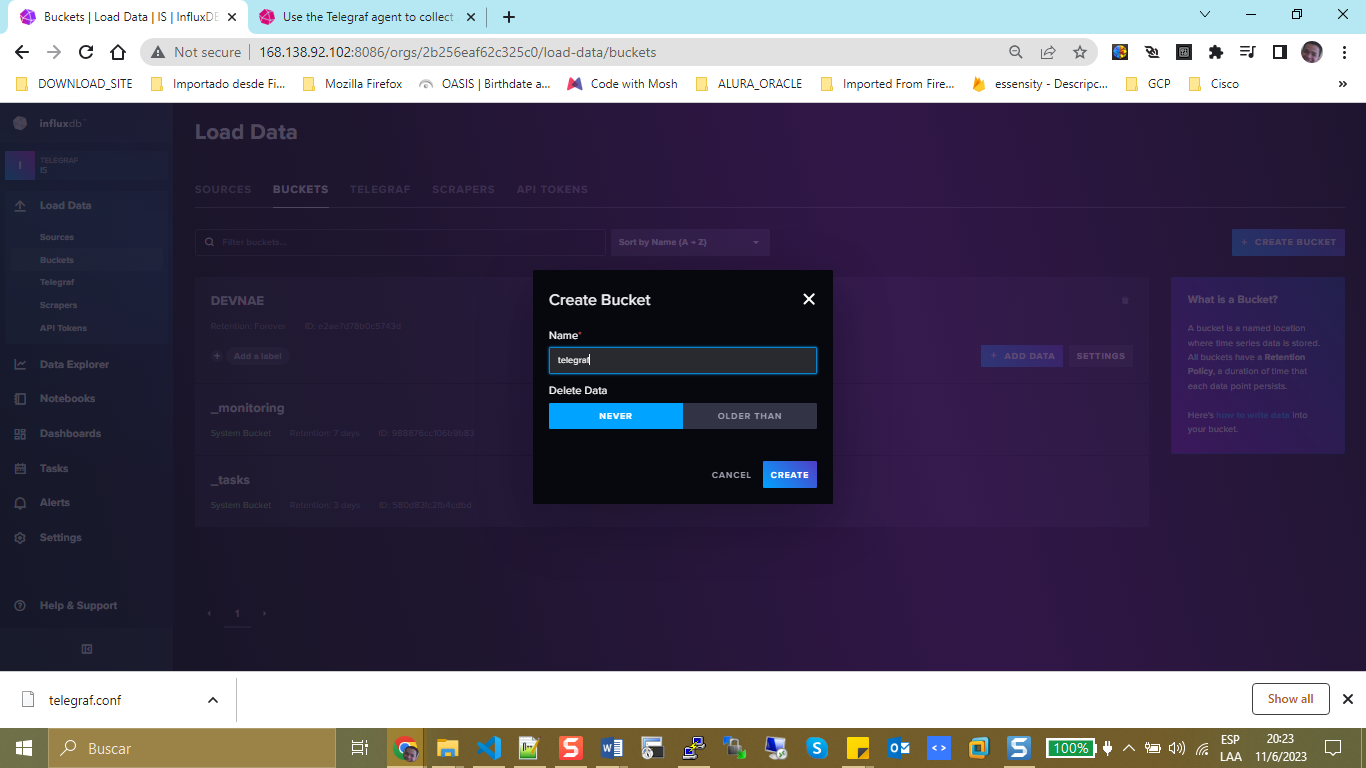 Buckets | Load Data | IS | InfluxDB
Use the Telegraf agent to collect
Not secure
168.138.92.102:8086/orgs/2b256eaf62c325c0/load-data/buckets
DOWNLOAD_SITE
Importado desde Fi...
Mozilla Firefox
OASIS | Birthdate a...
Code with Mosh
ALURA_ORACLE
Imported From Fire...
essensity - Descripc...
GCP
Cisco
»
influxdb™
I
TELEGRAF
IS
Load Data
Sources
Buckets
Telegraf
Scrapers
API Tokens
Data Explorer
Notebooks
Dashboards
Tasks
Alerts
Settings
Help & Support
Load Data
SOURCES
BUCKETS
TELEGRAF
SCRAPERS
API TOKENS
Filter buckets...
Sort by Name (A → Z)
+ CREATE BUCKET
DEVNAE
Retention: Forever
+ Add a label
+ ADD DATA
SETTINGS
_monitoring
System Bucket
Retention: 7 days
_tasks
System Bucket
Retention: 3 days
1
What is a Bucket?
A bucket is a named location
where time series data is stored.
All buckets have a Retention
Policy, a duration of time that
each data point persists.
Here's how to write data into
your bucket.
Create Bucket
Name*
telegraf
Delete Data
NEVER
OLDER THAN
CANCEL
CREATE
telegraf.conf
Show all
Buscar
100%
ESP
LAA
20:23
11/6/2023